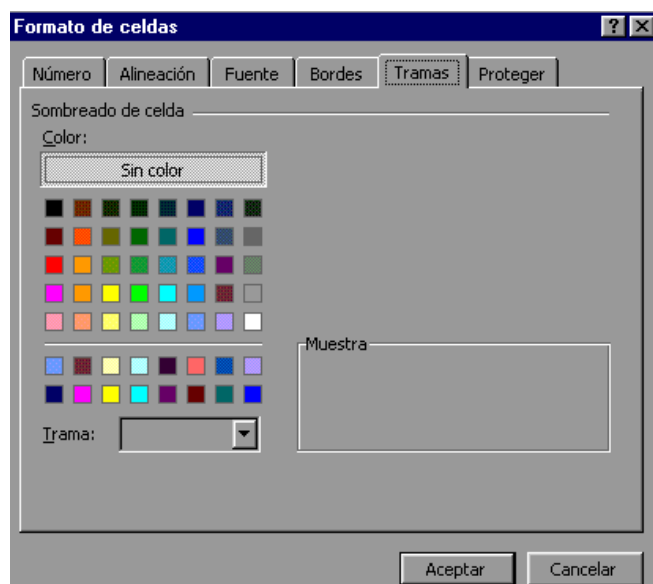 Formato de celdas
Número Alineación Fuente Bordes Tramas Proteger
Sombreado de celda
Color:
Sin color
Muestra
Trama:
Aceptar Cancelar